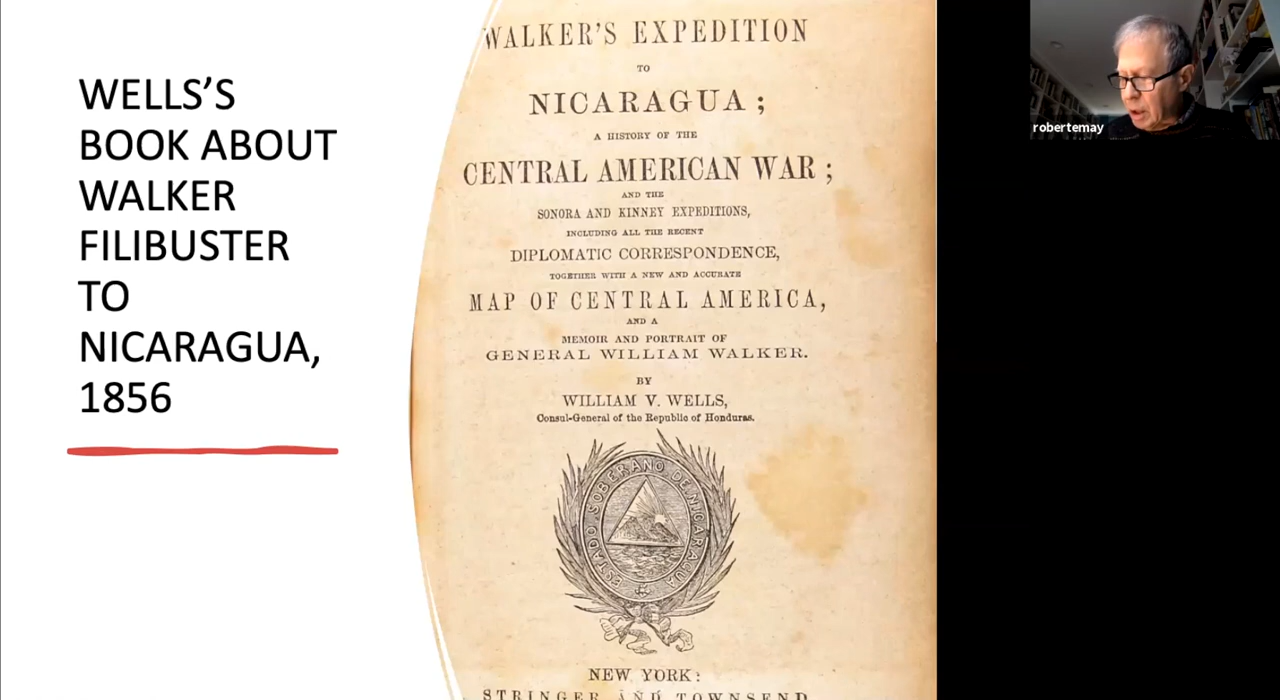 WELLS’S
BOOK ABOUT
WALKER
FILIBUSTER
TO
NICARAGUA,
1856
WALKER'S EXPEDITION
TO
NICARAGUA;
A HISTORY OF THE
CENTRAL AMERICAN WAR;
AND THE
SONORA AND KINNEY EXPEDITIONS,
INCLUDING ALL THE RECENT
DIPLOMATIC CORRESPONDENCE,
TOGETHER WITH A NEW AND ACCURATE
MAP OF CENTRAL AMERICA,
AND A
MEMOIR AND PORTRAIT OF
GENERAL WILLIAM WALKER.
BY
WILLIAM V. WELLS,
Consul-General of the Republic of Honduras.
ESTADO SOBERANO DE NICARAGUA
NEW YORK:
STRINGER AND TOWNSEND
robertemay